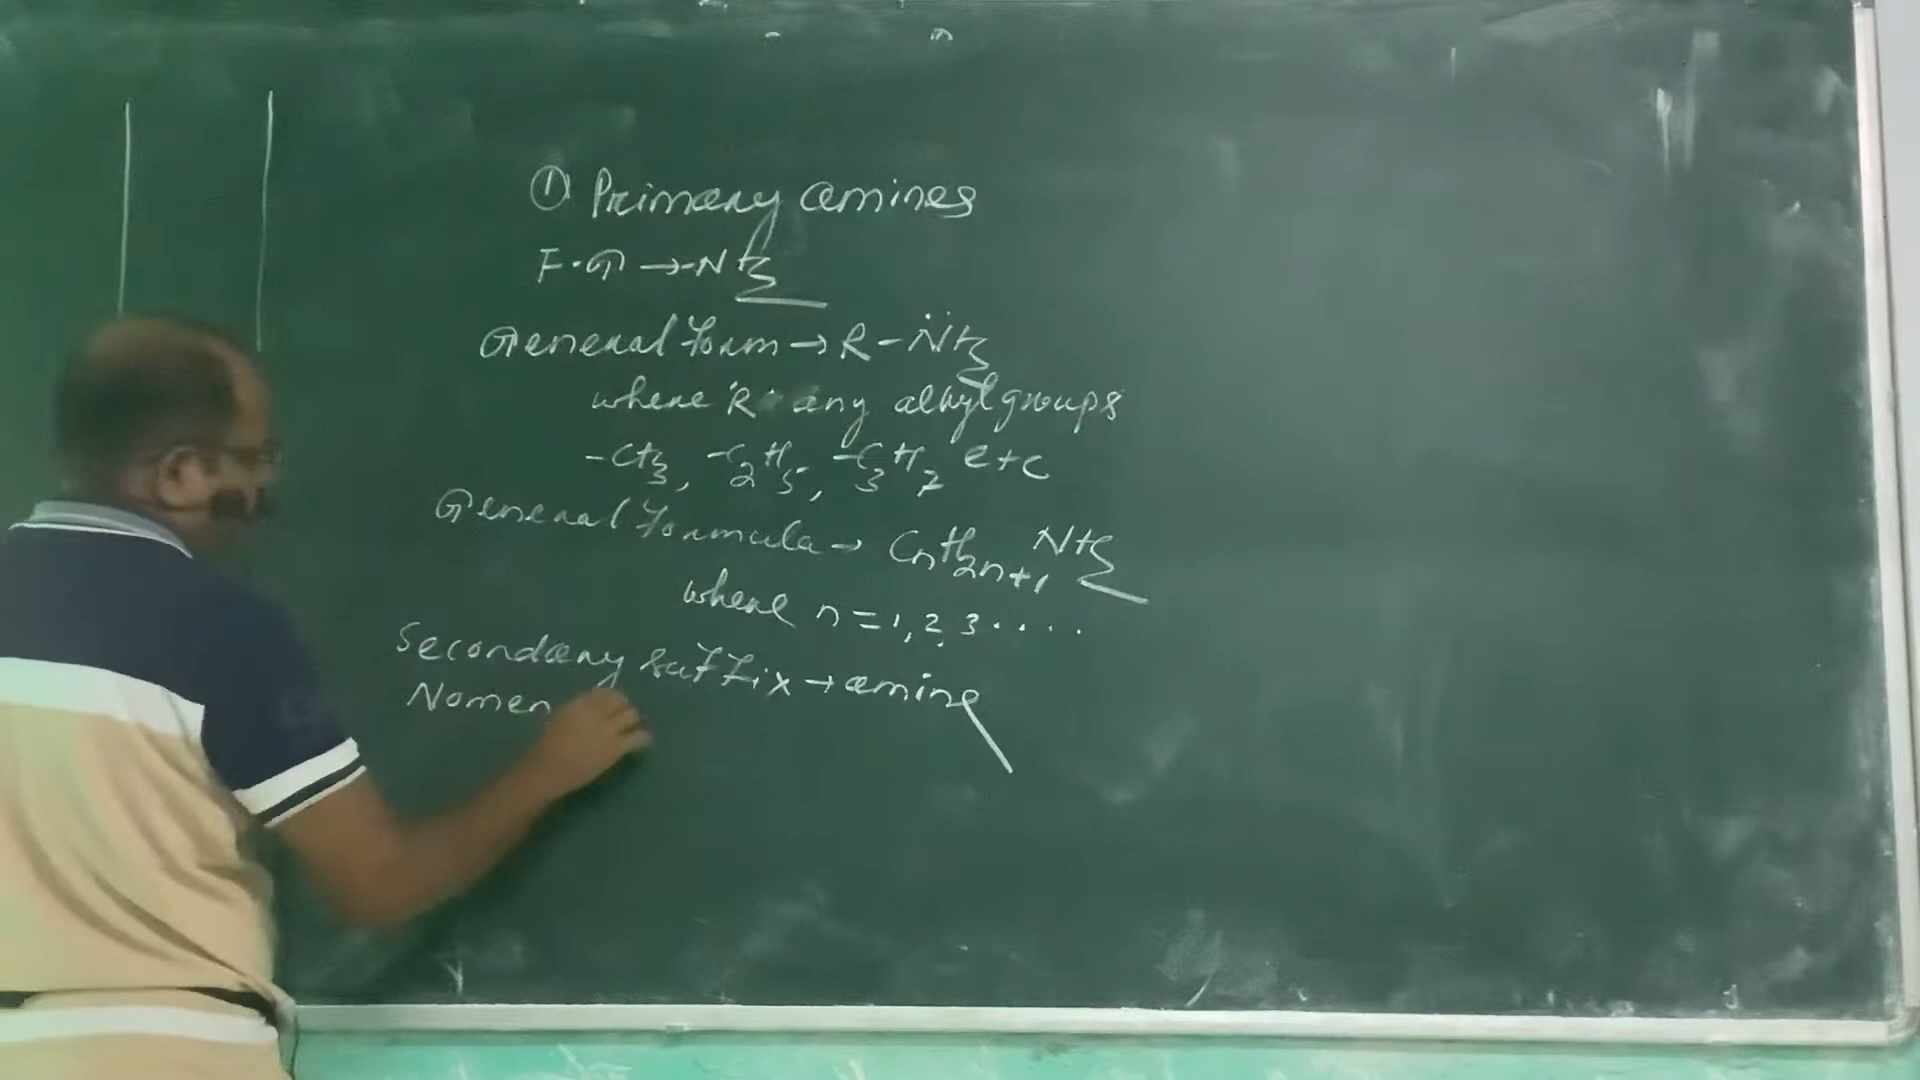 ① Primary amines
F.G → -NH2
General form → R-N̈H2
where 'R' any alkyl groups
-CH3, -C2H5, -C3H7 etc
General formula → CnH2n+1 NH2
where n = 1, 2, 3 ....
Secondary suffix → amine
Nomen